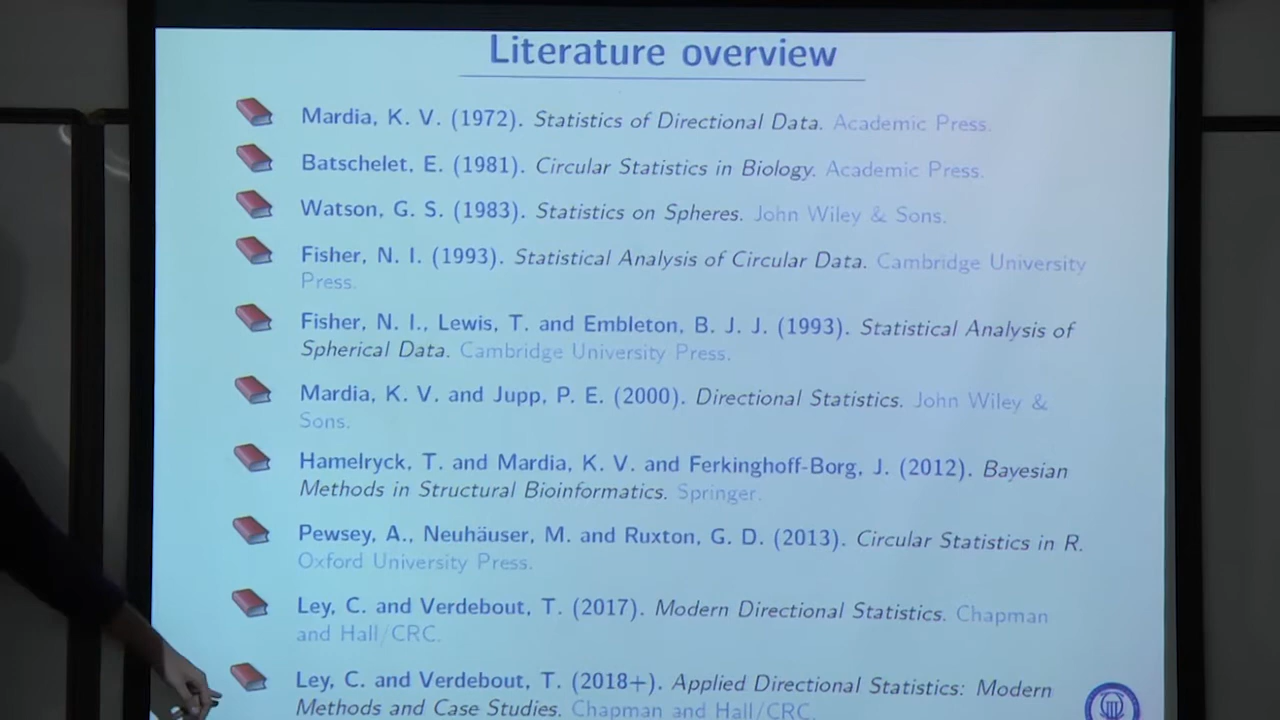 Literature overview
Mardia, K. V. (1972). Statistics of Directional Data. Academic Press.
Batschelet, E. (1981). Circular Statistics in Biology. Academic Press.
Watson, G. S. (1983). Statistics on Spheres. John Wiley & Sons.
Fisher, N. I. (1993). Statistical Analysis of Circular Data. Cambridge University
Press.
Fisher, N. I., Lewis, T. and Embleton, B. J. J. (1993). Statistical Analysis of
Spherical Data. Cambridge University Press.
Mardia, K. V. and Jupp, P. E. (2000). Directional Statistics. John Wiley &
Sons.
Hamelryck, T. and Mardia, K. V. and Ferkinghoff-Borg, J. (2012). Bayesian
Methods in Structural Bioinformatics. Springer.
Pewsey, A., Neuhäuser, M. and Ruxton, G. D. (2013). Circular Statistics in R.
Oxford University Press.
Ley, C. and Verdebout, T. (2017). Modern Directional Statistics. Chapman
and Hall/CRC.
Ley, C. and Verdebout, T. (2018+). Applied Directional Statistics: Modern
Methods and Case Studies. Chapman and Hall/CRC.